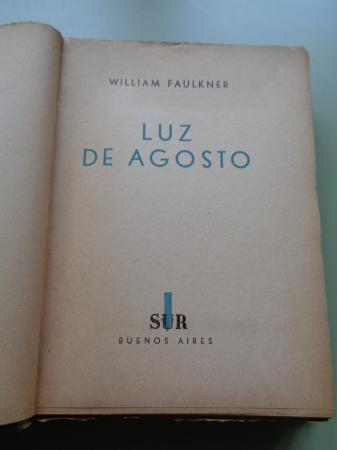 WILLIAM FAULKNER
LUZ
DE AGOSTO
SUR
BUENOS AIRES